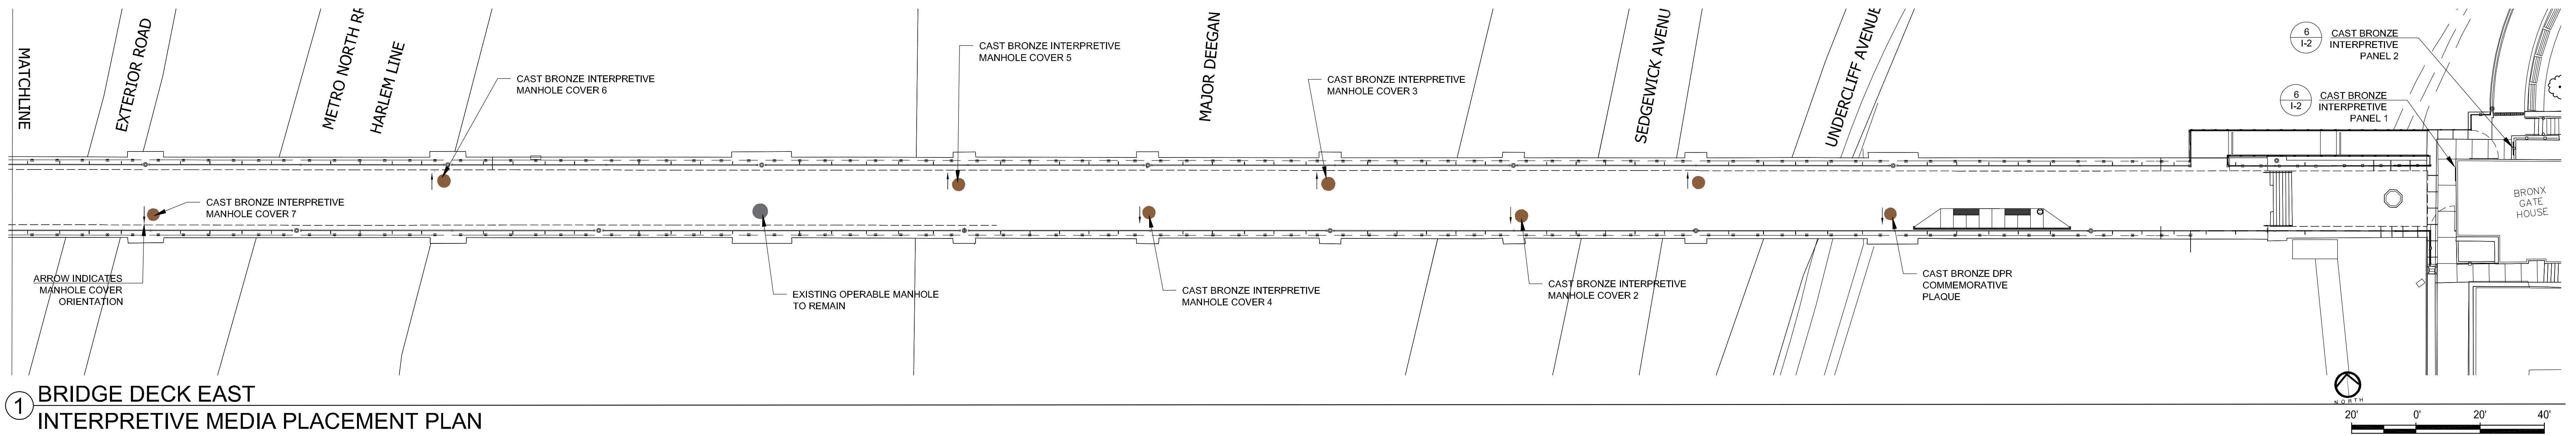 MATCHLINE
EXTERIOR ROAD
METRO NORTH RR
HARLEM LINE
CAST BRONZE INTERPRETIVE
MANHOLE COVER 6
CAST BRONZE INTERPRETIVE
MANHOLE COVER 5
MAJOR DEEGAN
CAST BRONZE INTERPRETIVE
MANHOLE COVER 3
SEDGEWICK AVENU
UNDERCLIFF AVENUE
6
I-2
CAST BRONZE
INTERPRETIVE
PANEL 2
6
I-2
CAST BRONZE
INTERPRETIVE
PANEL 1
BRONX
GATE
HOUSE
CAST BRONZE INTERPRETIVE
MANHOLE COVER 7
ARROW INDICATES
MANHOLE COVER
ORIENTATION
EXISTING OPERABLE MANHOLE
TO REMAIN
CAST BRONZE INTERPRETIVE
MANHOLE COVER 4
CAST BRONZE INTERPRETIVE
MANHOLE COVER 2
CAST BRONZE DPR
COMMEMORATIVE
PLAQUE
1
BRIDGE DECK EAST
INTERPRETIVE MEDIA PLACEMENT PLAN
NORTH
20' 0' 20' 40'